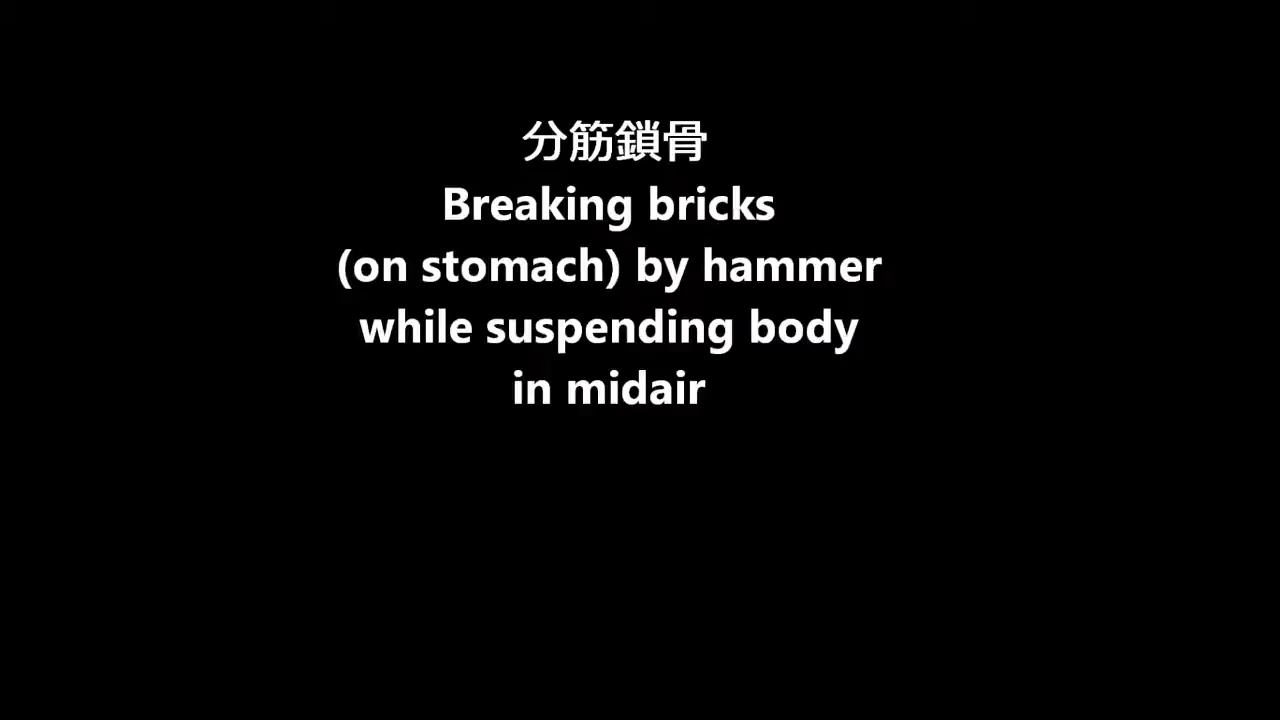 分筋鎖骨
Breaking bricks
(on stomach) by hammer
while suspending body
in midair